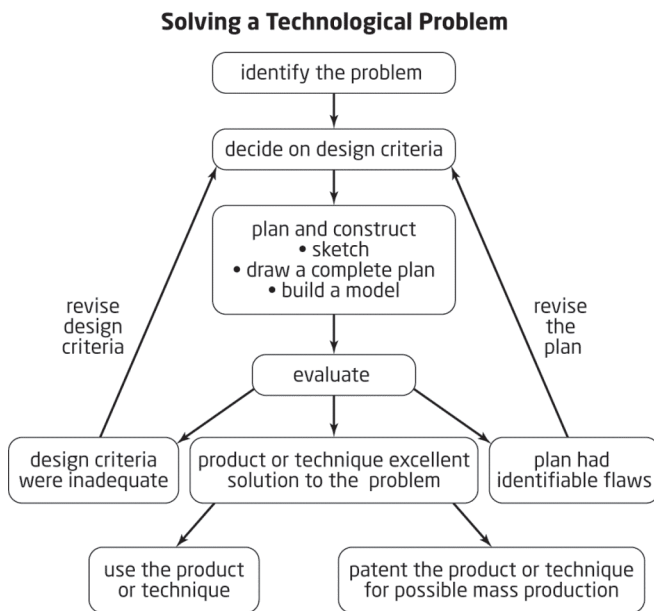 Solving a Technological Problem
identify the problem
decide on design criteria
plan and construct
• sketch
• draw a complete plan
• build a model
revise
design
criteria
revise
the
plan
evaluate
design criteria
were inadequate
product or technique excellent
solution to the problem
plan had
identifiable flaws
use the product
or technique
patent the product or technique
for possible mass production